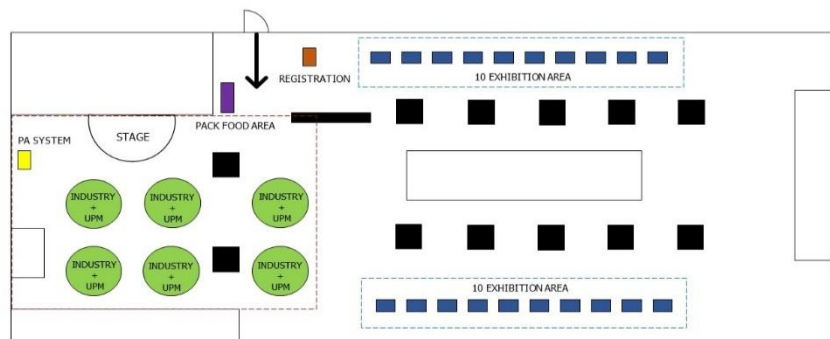 REGISTRATION
10 EXHIBITION AREA
PACK FOOD AREA
STAGE
PA SYSTEM
INDUSTRY
+
UPM
INDUSTRY
+
UPM
INDUSTRY
+
UPM
INDUSTRY
+
UPM
INDUSTRY
+
UPM
INDUSTRY
+
UPM
10 EXHIBITION AREA